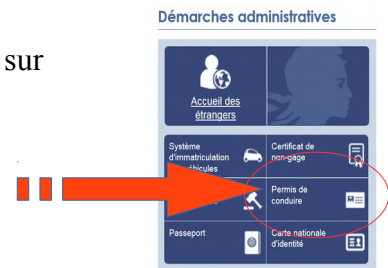 Démarches administratives
sur
Accueil des
étrangers
Système
d'immatriculation
véhicules
Certificat de
non-gage
Permis de
conduire
Passeport
Carte nationale
d'identité